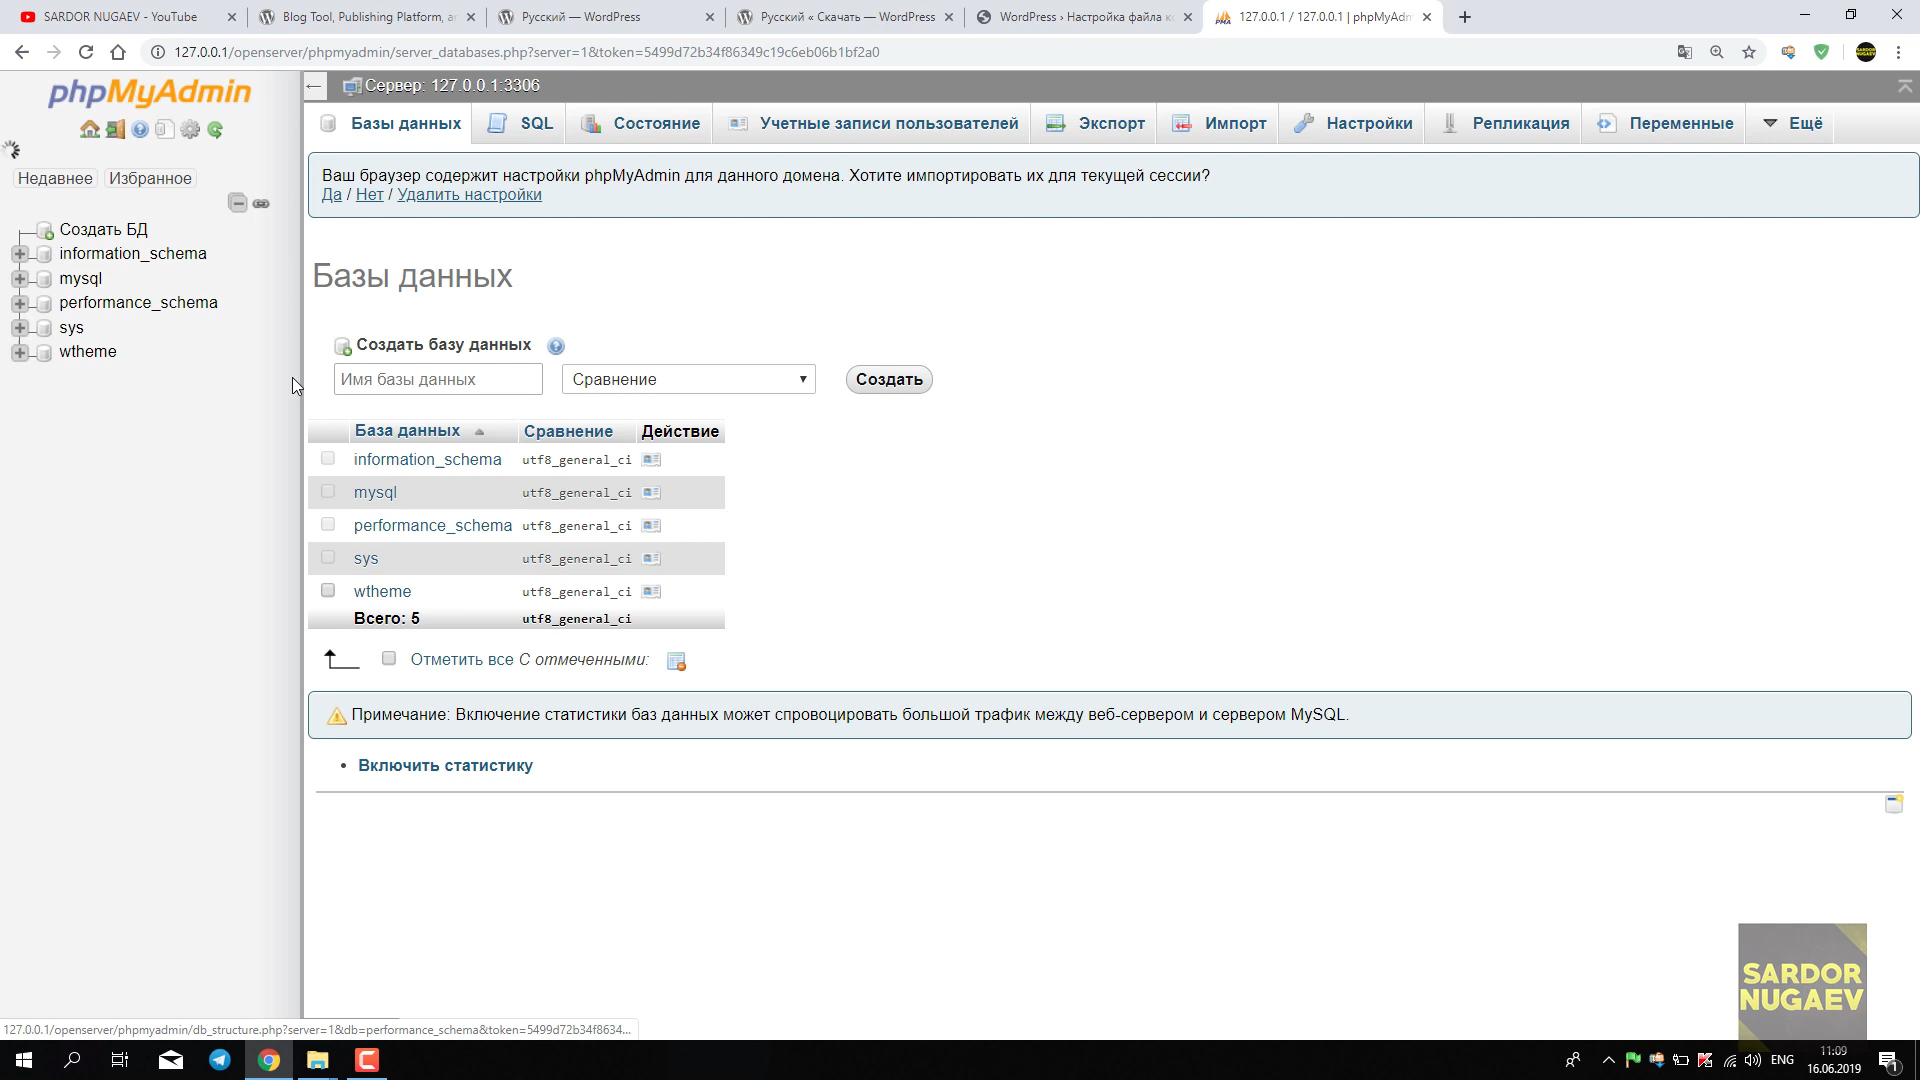 SARDOR NUGAEV - YouTube
Blog Tool, Publishing Platform, an
Русский — WordPress
Русский « Скачать — WordPress
WordPress › Настройка файла к
127.0.0.1 / 127.0.0.1 | phpMyAdm
127.0.0.1/openserver/phpmyadmin/server_databases.php?server=1&token=5499d72b34f86349c19c6eb06b1bf2a0
phpMyAdmin
Недавнее Избранное
Создать БД
information_schema
mysql
performance_schema
sys
wtheme
Сервер: 127.0.0.1:3306
Базы данных SQL Состояние Учетные записи пользователей Экспорт Импорт Настройки Репликация Переменные Ещё
Ваш браузер содержит настройки phpMyAdmin для данного домена. Хотите импортировать их для текущей сессии?
Да / Нет / Удалить настройки
Базы данных
Создать базу данных
Имя базы данных Сравнение Создать
База данных Сравнение Действие
information_schema utf8_general_ci
mysql utf8_general_ci
performance_schema utf8_general_ci
sys utf8_general_ci
wtheme utf8_general_ci
Всего: 5 utf8_general_ci
Отметить все С отмеченными:
Примечание: Включение статистики баз данных может спровоцировать большой трафик между веб-сервером и сервером MySQL.
Включить статистику
SARDOR
NUGAEV
127.0.0.1/openserver/phpmyadmin/db_structure.php?server=1&db=performance_schema&token=5499d72b34f8634...
ENG
11:09
16.06.2019
1